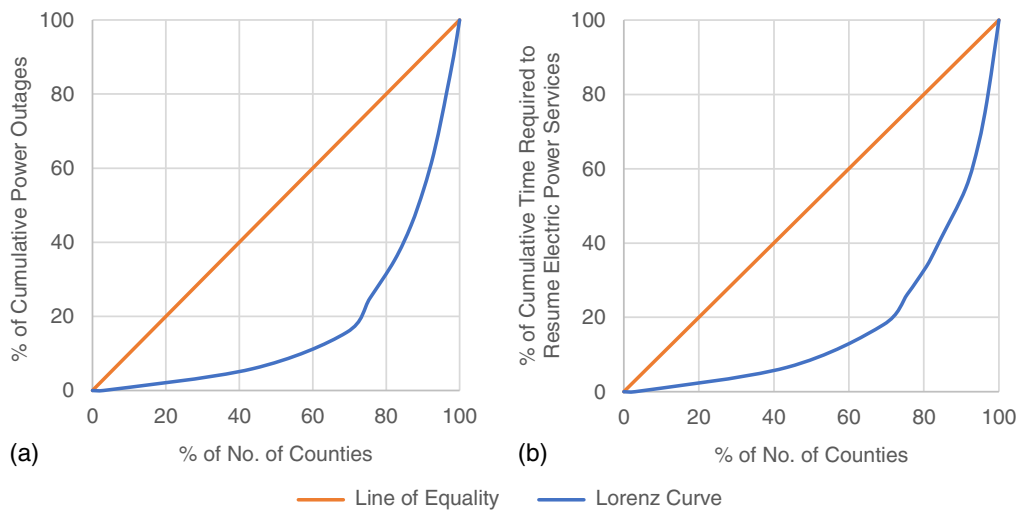 100
80
60
40
20
0
% of Cumulative Power Outages
0 20 40 60 80 100
% of No. of Counties
(a)
100
80
60
40
20
0
% of Cumulative Time Required to
Resume Electric Power Services
0 20 40 60 80 100
% of No. of Counties
(b)
Line of Equality
Lorenz Curve